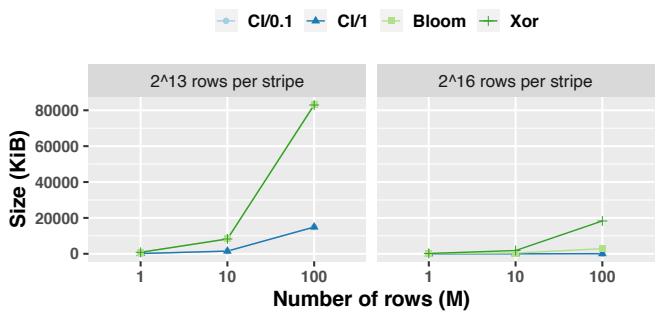 CI/0.1 CI/1 Bloom Xor
2^13 rows per stripe 2^16 rows per stripe
80000
60000
40000
20000
0
Size (KiB)
1 10 100 1 10 100
Number of rows (M)